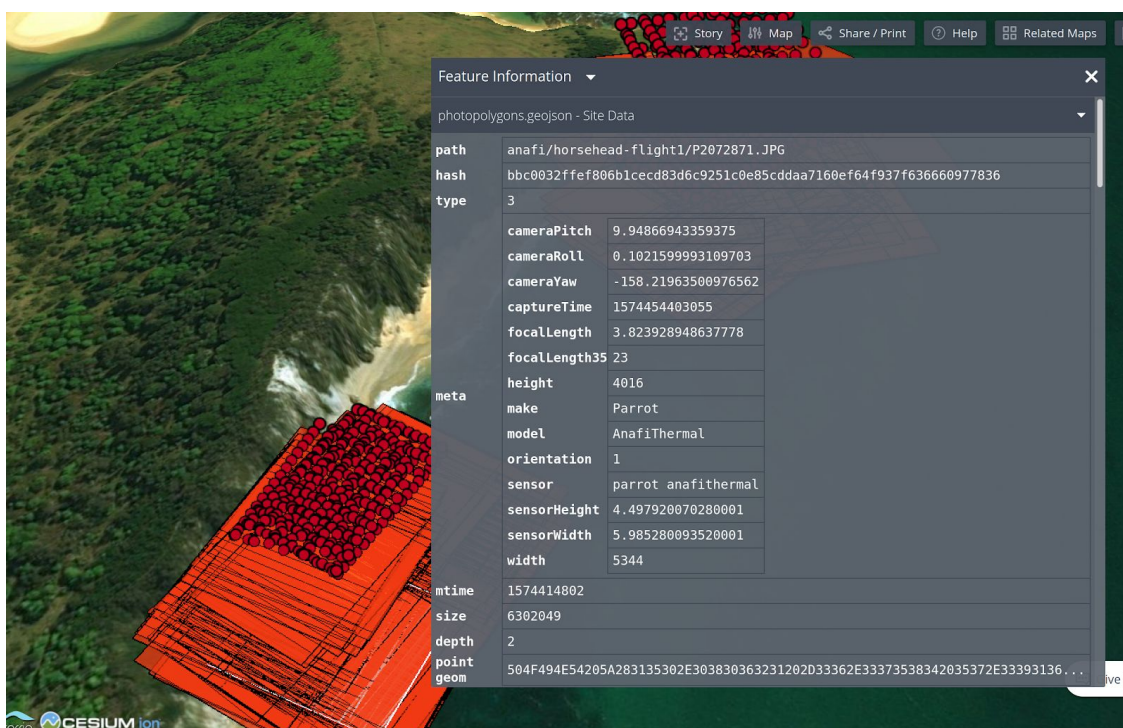 Story
Map
Share / Print
Help
Related Maps
Feature Information
photopolygons.geojson - Site Data
path anafi/horsehead-flight1/P2072871.JPG
hash bbc0032ffef806b1cecd83d6c9251c0e85cddaa7160ef64f937f636660977836
type 3
meta
cameraPitch 9.94866943359375
cameraRoll 0.1021599993109703
cameraYaw -158.21963500976562
captureTime 1574454403055
focalLength 3.823928948637778
focalLength35 23
height 4016
make Parrot
model AnafiThermal
orientation 1
sensor parrot anafithermal
sensorHeight 4.497920070280001
sensorWidth 5.985280093520001
width 5344
mtime 1574414802
size 6302049
depth 2
point geom 504F494E54205A283135302E303830363231202D33362E33373538342035372E33393136...
ive
CESIUM ion